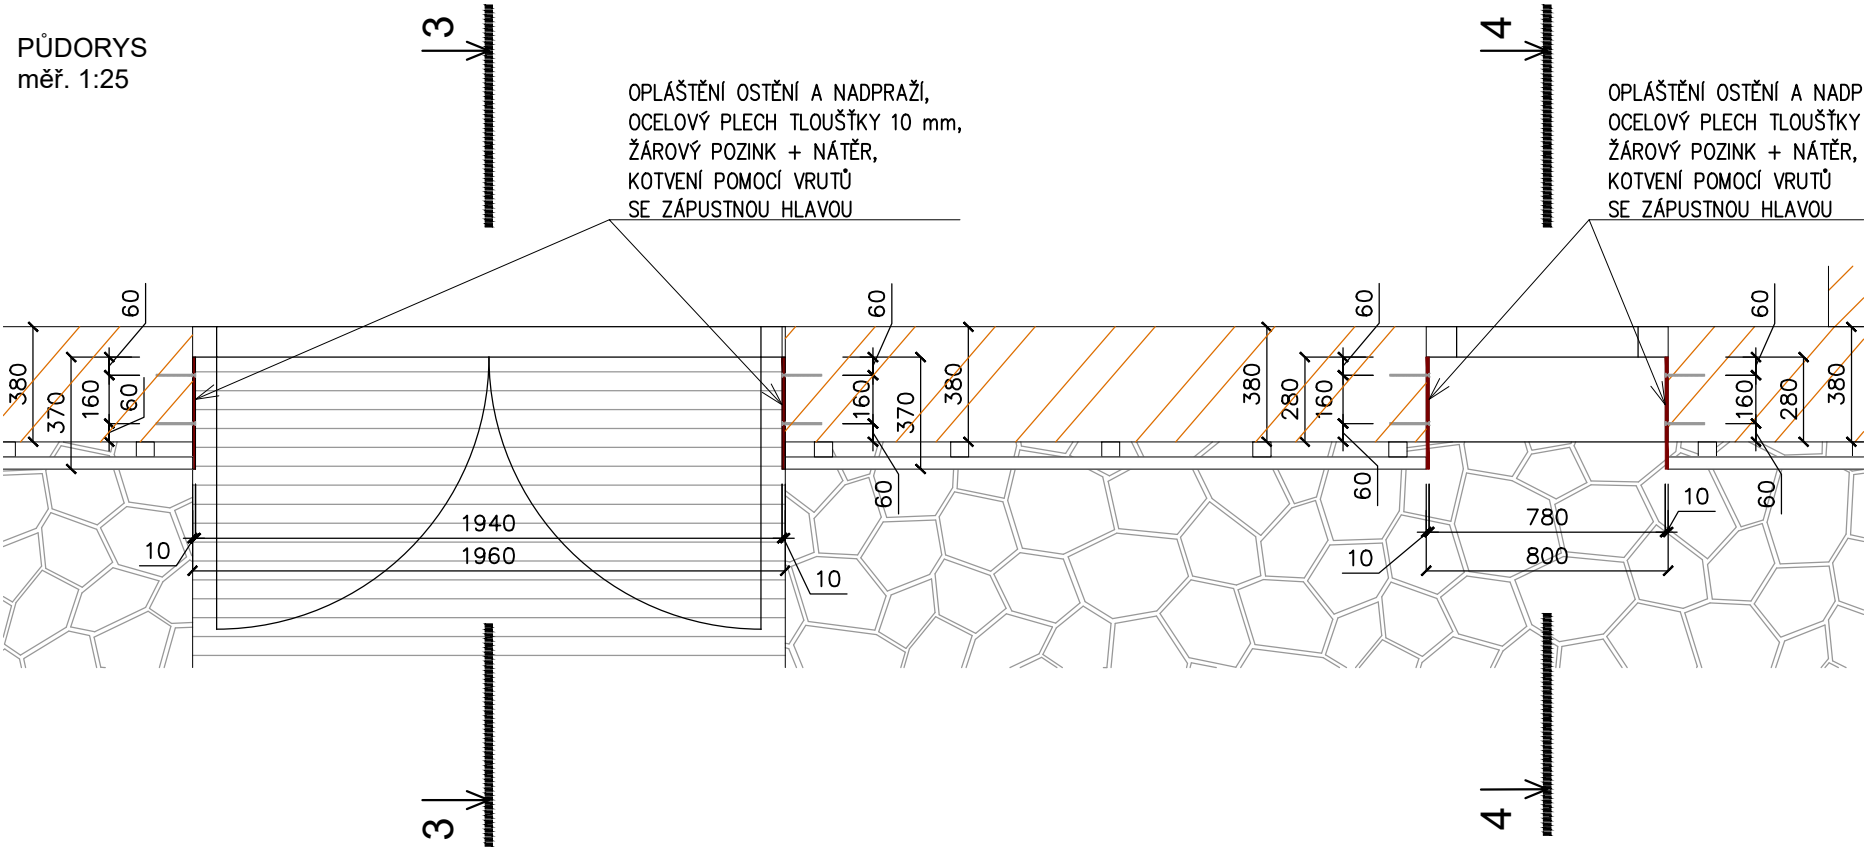 PŮDORYS
měř. 1:25
3
4
OPLÁŠTĚNÍ OSTĚNÍ A NADPRAŽÍ,
OCELOVÝ PLECH TLOUŠŤKY 10 mm,
ŽÁROVÝ POZINK + NÁTĚR,
KOTVENÍ POMOCÍ VRUTŮ
SE ZÁPUSTNOU HLAVOU
OPLÁŠTĚNÍ OSTĚNÍ A NADP
OCELOVÝ PLECH TLOUŠŤKY
ŽÁROVÝ POZINK + NÁTĚR,
KOTVENÍ POMOCÍ VRUTŮ
SE ZÁPUSTNOU HLAVOU
60
60
60
60
380
370
160
60
160
370
380
380
280
160
160
280
380
60
60
60
1940
1960
10
10
780
800
10
10
3
4